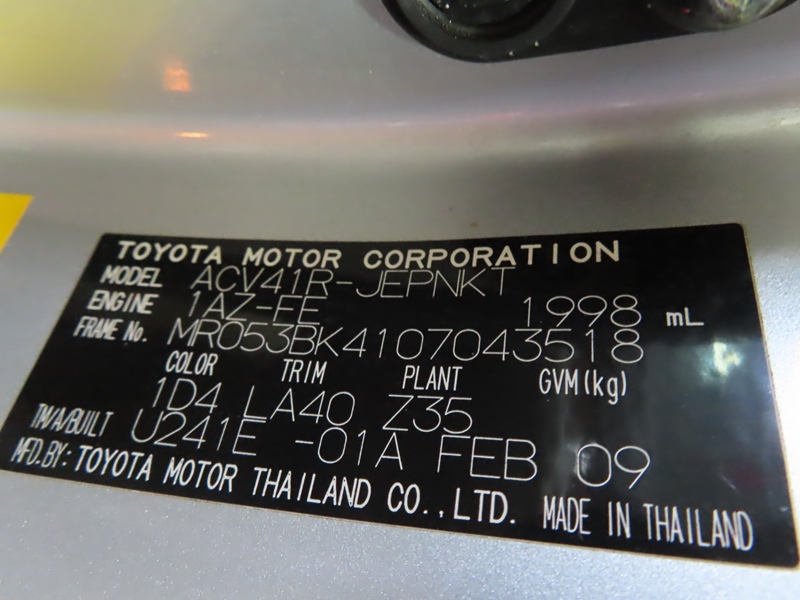 TOYOTA MOTOR CORPORATION
MODEL ACV41R-JEPNKT
ENGINE 1AZ-FE 1998 mL
FRAME No. MR053BK4107043518
COLOR TRIM PLANT GVM(kg)
1D4 LA40 Z35
TM/A/BUILT U241E -01A FEB 09
MFD.BY: TOYOTA MOTOR THAILAND CO.,LTD. MADE IN THAILAND